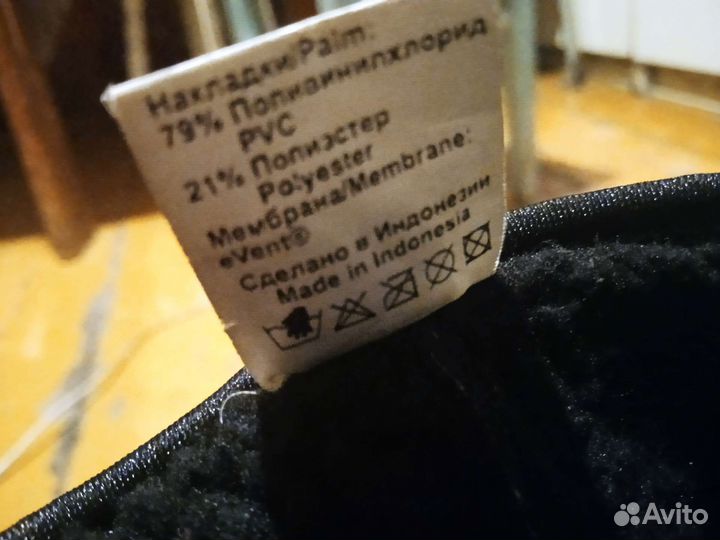 Накладки/Palm:
79% Поливинилхлорид
PVC
21% Полиэстер
Polyester
Мембрана/Membrane:
eVent®
Сделано в Индонезии
Made in Indonesia
Avito